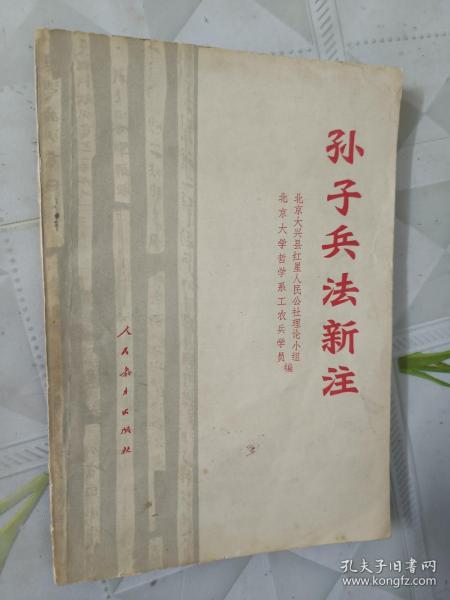 孙子兵法新注
北京大兴县红星人民公社理论小组
北京大学哲学系工农兵学员
编
人民教育出版社
孔夫子旧书网
www.kongfz.com